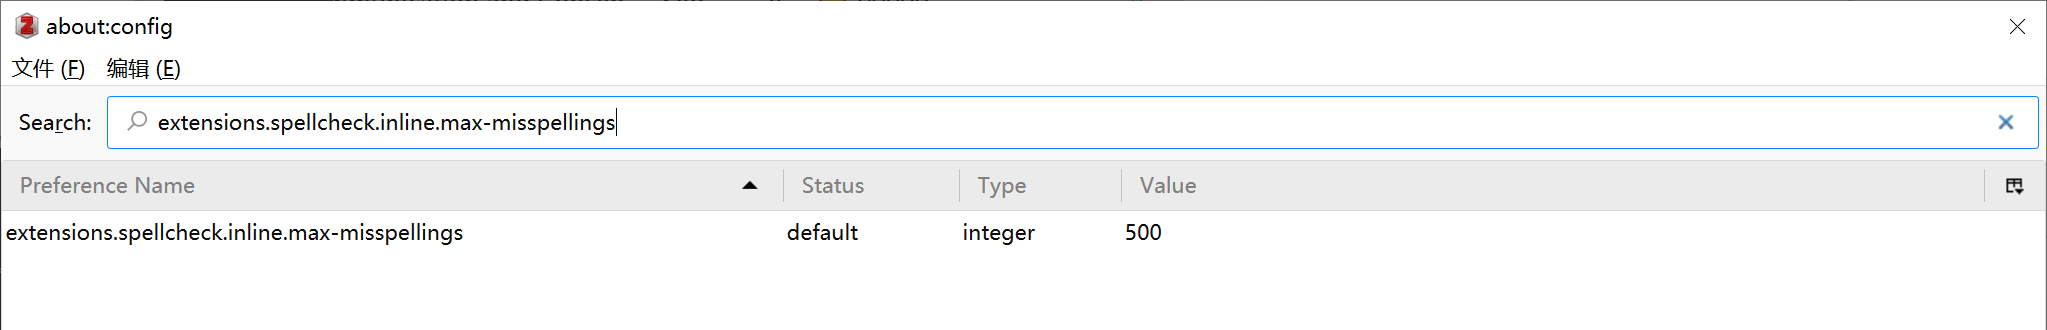 about:config
文件 (F) 编辑 (E)
Search: extensions.spellcheck.inline.max-misspellings
Preference Name Status Type Value
extensions.spellcheck.inline.max-misspellings default integer 500